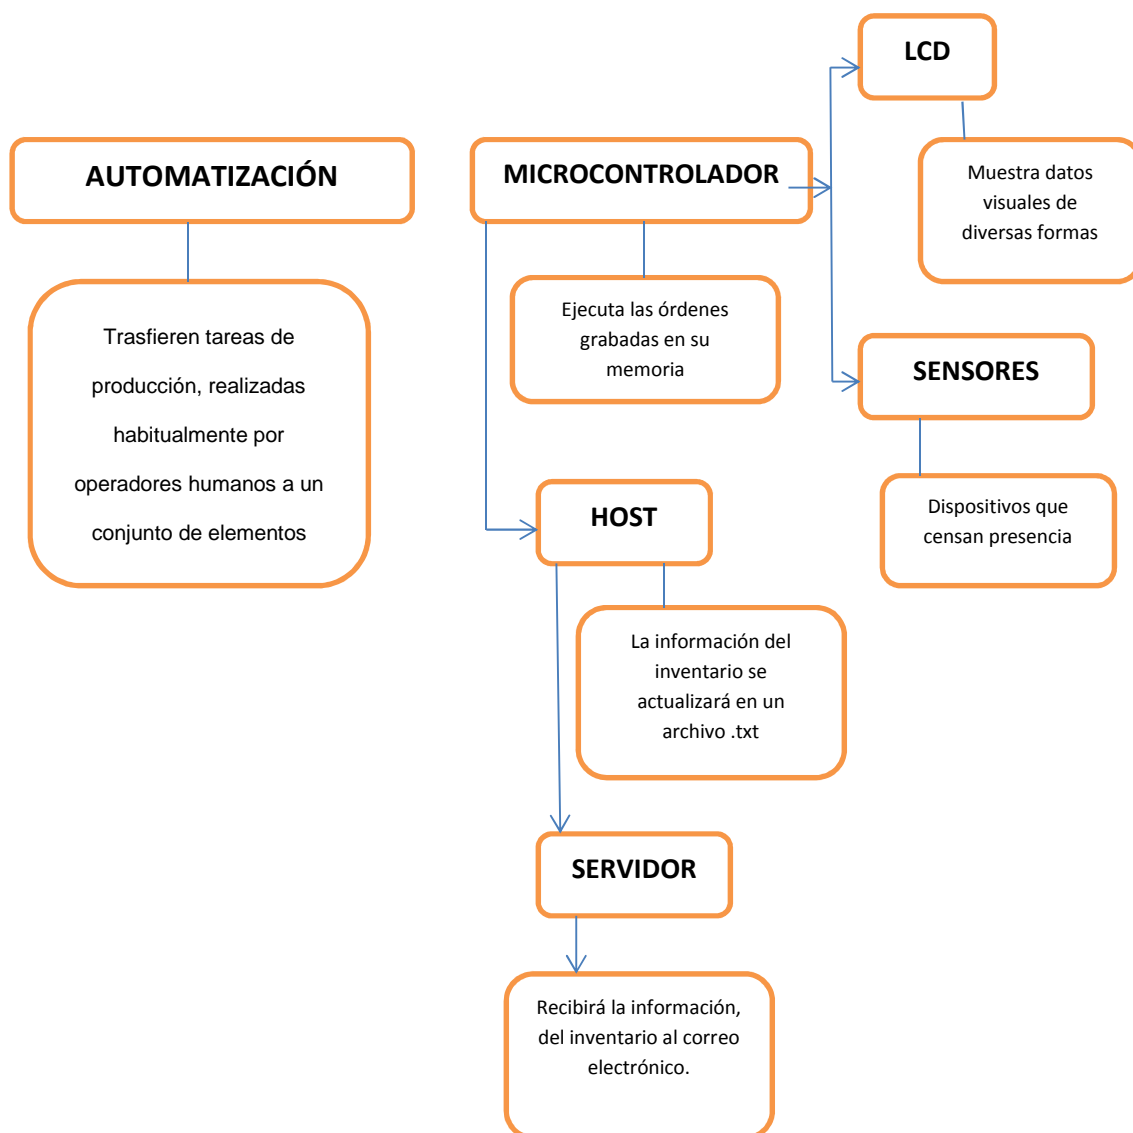 AUTOMATIZACIÓN
Trasfieren tareas de
producción, realizadas
habitualmente por
operadores humanos a un
conjunto de elementos
MICROCONTROLADOR
Ejecuta las órdenes
grabadas en su
memoria
LCD
Muestra datos
visuales de
diversas formas
SENSORES
Dispositivos que
censan presencia
HOST
La información del
inventario se
actualizará en un
archivo .txt
SERVIDOR
Recibirá la información,
del inventario al correo
electrónico.